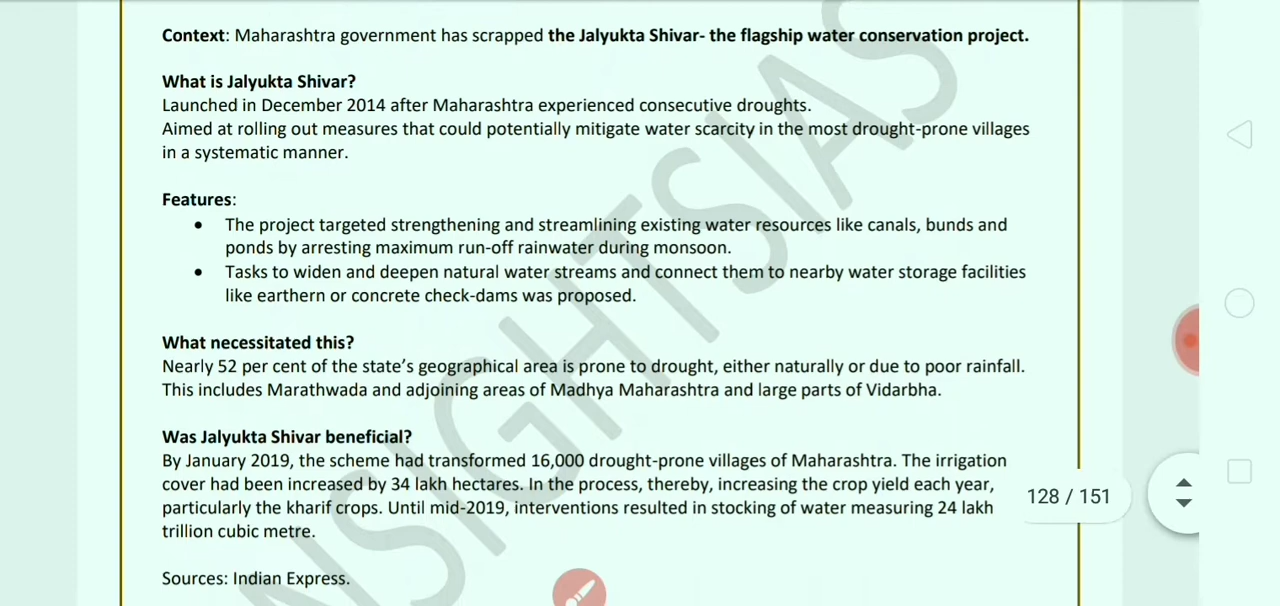 Context: Maharashtra government has scrapped the Jalyukta Shivar- the flagship water conservation project.
What is Jalyukta Shivar?
Launched in December 2014 after Maharashtra experienced consecutive droughts.
Aimed at rolling out measures that could potentially mitigate water scarcity in the most drought-prone villages
in a systematic manner.
Features:
• The project targeted strengthening and streamlining existing water resources like canals, bunds and
ponds by arresting maximum run-off rainwater during monsoon.
• Tasks to widen and deepen natural water streams and connect them to nearby water storage facilities
like earthern or concrete check-dams was proposed.
What necessitated this?
Nearly 52 per cent of the state's geographical area is prone to drought, either naturally or due to poor rainfall.
This includes Marathwada and adjoining areas of Madhya Maharashtra and large parts of Vidarbha.
Was Jalyukta Shivar beneficial?
By January 2019, the scheme had transformed 16,000 drought-prone villages of Maharashtra. The irrigation
cover had been increased by 34 lakh hectares. In the process, thereby, increasing the crop yield each year,
particularly the kharif crops. Until mid-2019, interventions resulted in stocking of water measuring 24 lakh
trillion cubic metre.
Sources: Indian Express.
128 / 151
NSIGHTSIAS